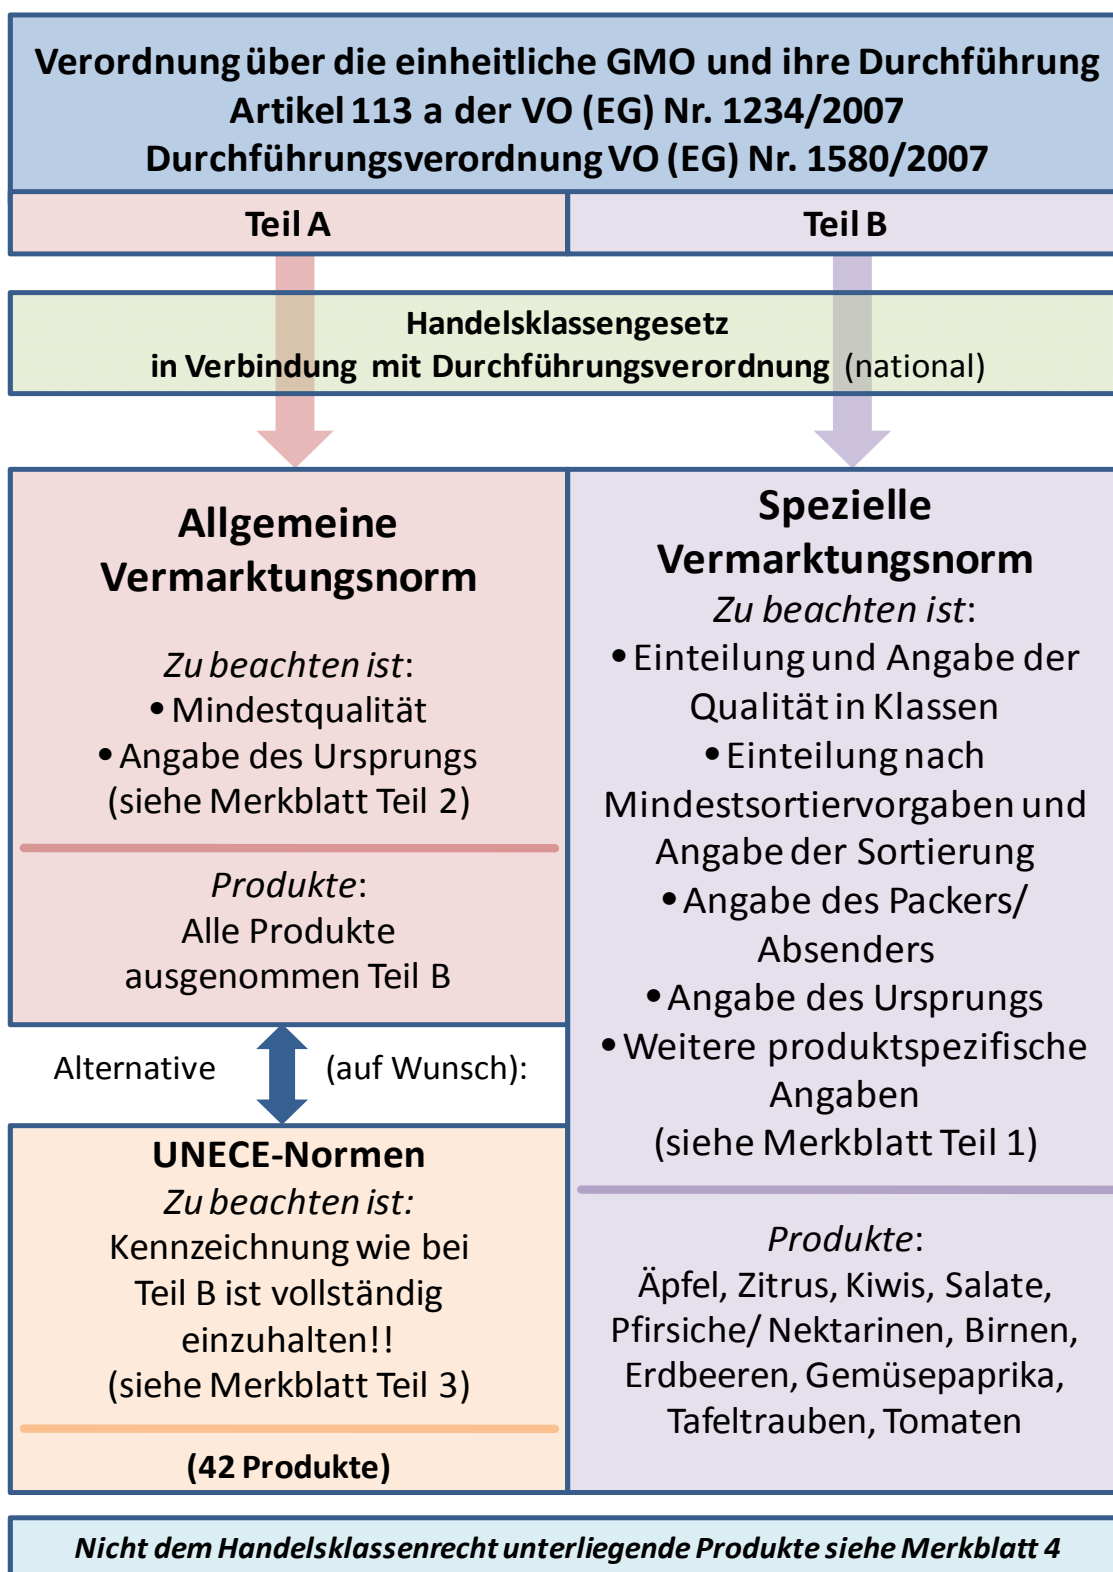 Verordnung über die einheitliche GMO und ihre Durchführung
Artikel 113 a der VO (EG) Nr. 1234/2007
Durchführungsverordnung VO (EG) Nr. 1580/2007
Teil A
Teil B
Handelsklassengesetz
in Verbindung mit Durchführungsverordnung (national)
Allgemeine
Vermarktungsnorm
Zu beachten ist:
• Mindestqualität
• Angabe des Ursprungs
(siehe Merkblatt Teil 2)
Produkte:
Alle Produkte
ausgenommen Teil B
Alternative (auf Wunsch):
UNECE-Normen
Zu beachten ist:
Kennzeichnung wie bei
Teil B ist vollständig
einzuhalten!!
(siehe Merkblatt Teil 3)
(42 Produkte)
Spezielle
Vermarktungsnorm
Zu beachten ist:
• Einteilung und Angabe der
Qualität in Klassen
• Einteilung nach
Mindestsortiervorgaben und
Angabe der Sortierung
• Angabe des Packers/
Absenders
• Angabe des Ursprungs
• Weitere produktspezifische
Angaben
(siehe Merkblatt Teil 1)
Produkte:
Äpfel, Zitrus, Kiwis, Salate,
Pfirsiche/ Nektarinen, Birnen,
Erdbeeren, Gemüsepaprika,
Tafeltrauben, Tomaten
Nicht dem Handelsklassenrecht unterliegende Produkte siehe Merkblatt 4